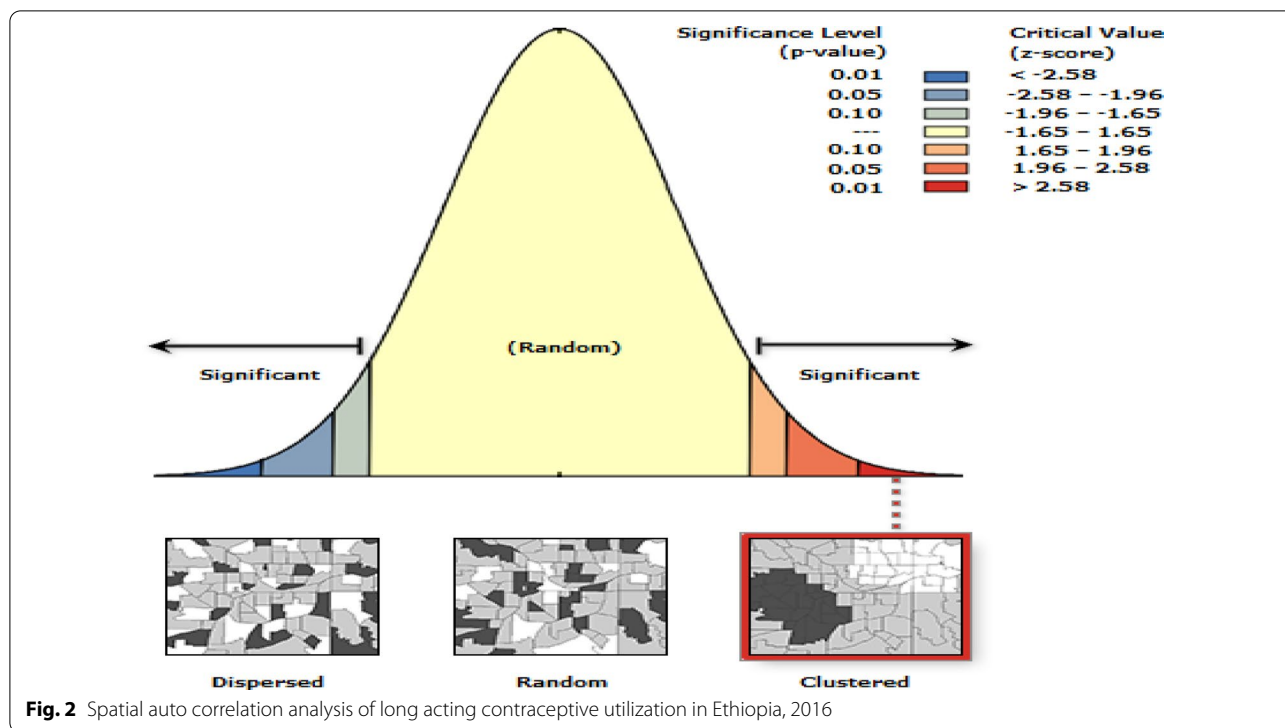 Significance Level Critical Value
(p-value) (z-score)
0.01 < -2.58
0.05 -2.58 – -1.96
0.10 -1.96 – -1.65
--- -1.65 – 1.65
0.10 1.65 – 1.96
0.05 1.96 – 2.58
0.01 > 2.58
(Random)
Significant Significant
Dispersed Random Clustered
Fig. 2 Spatial auto correlation analysis of long acting contraceptive utilization in Ethiopia, 2016